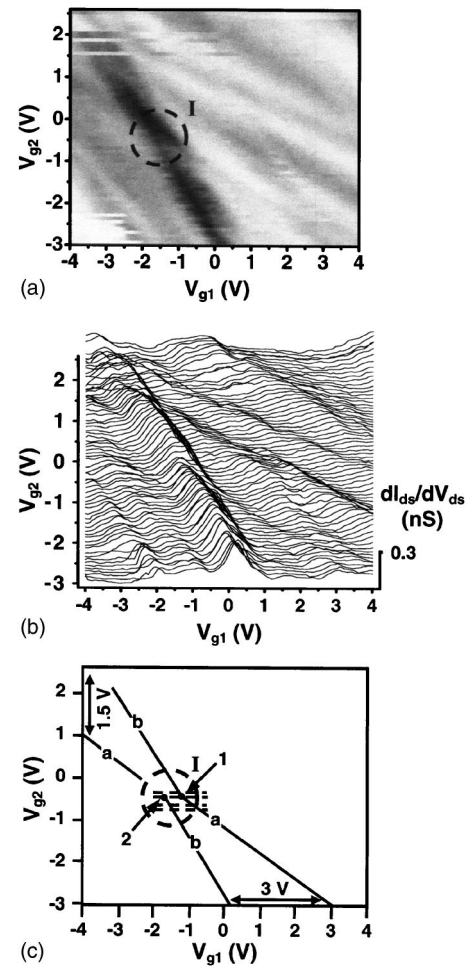 2
1
0
-1
-2
-3
V_g2 (V)
I
-4 -3 -2 -1 0 1 2 3 4
(a)
V_g1 (V)
2
1
0
-1
-2
-3
V_g2 (V)
dI_ds/dV_ds
(nS)
0.3
-4 -3 -2 -1 0 1 2 3 4
(b)
V_g1 (V)
2
1
0
-1
-2
-3
V_g2 (V)
1.5 V
b
a
I
1
2
a
b
3 V
-4 -3 -2 -1 0 1 2 3 4
(c)
V_g1 (V)